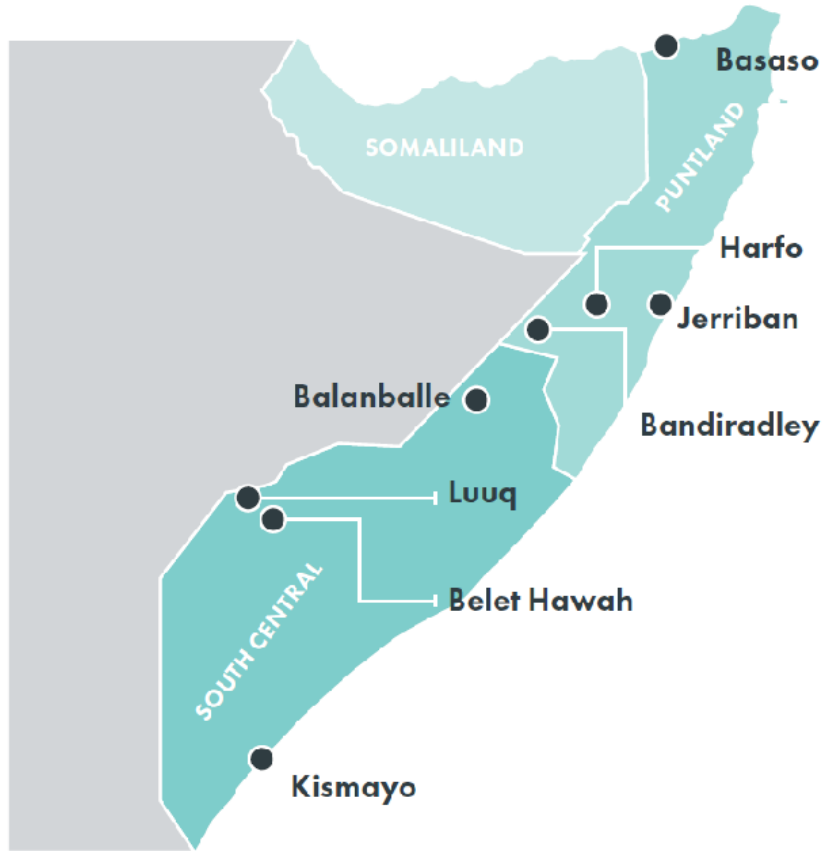 Basaso
SOMALILAND
PUNTLAND
Harfo
Jerriban
Balanballe
Bandiradley
Luuq
Belet Hawah
SOUTH CENTRAL
Kismayo